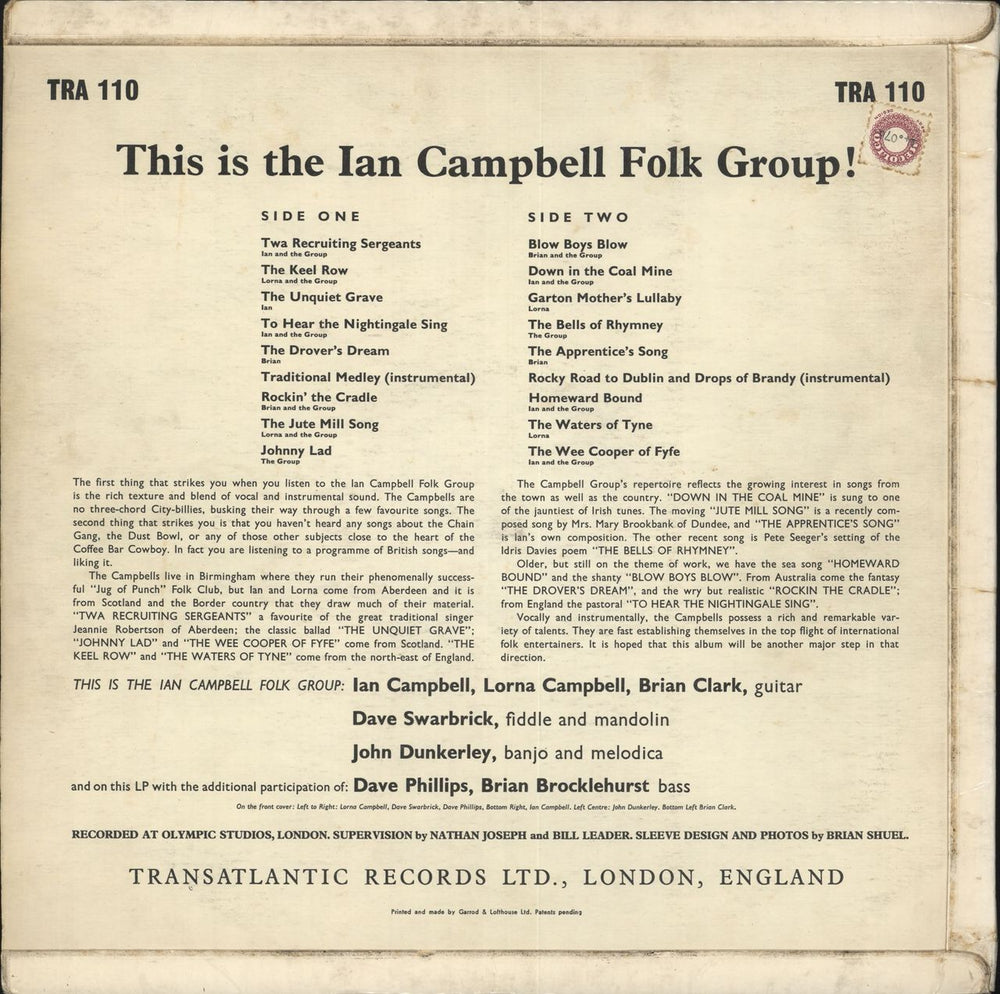 TRA 110
TRA 110
This is the Ian Campbell Folk Group!
SIDE ONE
Twa Recruiting Sergeants
Ian and the Group
The Keel Row
Lorna and the Group
The Unquiet Grave
Ian
To Hear the Nightingale Sing
Ian and the Group
The Drover's Dream
Brian
Traditional Medley (instrumental)
Rockin' the Cradle
Brian and the Group
The Jute Mill Song
Lorna and the Group
Johnny Lad
The Group
SIDE TWO
Blow Boys Blow
Brian and the Group
Down in the Coal Mine
Ian and the Group
Garton Mother's Lullaby
Lorna
The Bells of Rhymney
The Group
The Apprentice's Song
Brian
Rocky Road to Dublin and Drops of Brandy (instrumental)
Homeward Bound
Ian and the Group
The Waters of Tyne
Lorna
The Wee Cooper of Fyfe
Ian and the Group
The first thing that strikes you when you listen to the Ian Campbell Folk Group
is the rich texture and blend of vocal and instrumental sound. The Campbells are
no three-chord City-billies, busking their way through a few favourite songs. The
second thing that strikes you is that you haven't heard any songs about the Chain
Gang, the Dust Bowl, or any of those other subjects close to the heart of the
Coffee Bar Cowboy. In fact you are listening to a programme of British songs—and
liking it.
The Campbells live in Birmingham where they run their phenomenally success-
ful "Jug of Punch" Folk Club, but Ian and Lorna come from Aberdeen and it is
from Scotland and the Border country that they draw much of their material.
"TWA RECRUITING SERGEANTS" a favourite of the great traditional singer
Jeannie Robertson of Aberdeen; the classic ballad "THE UNQUIET GRAVE";
"JOHNNY LAD" and "THE WEE COOPER OF FYFE" come from Scotland. "THE
KEEL ROW" and "THE WATERS OF TYNE" come from the north-east of England.
The Campbell Group's repertoire reflects the growing interest in songs from
the town as well as the country. "DOWN IN THE COAL MINE" is sung to one
of the jauntiest of Irish tunes. The moving "JUTE MILL SONG" is a recently com-
posed song by Mrs. Mary Brookbank of Dundee, and "THE APPRENTICE'S SONG"
is Ian's own composition. The other recent song is Pete Seeger's setting of the
Idris Davies poem "THE BELLS OF RHYMNEY".
Older, but still on the theme of work, we have the sea song "HOMEWARD
BOUND" and the shanty "BLOW BOYS BLOW". From Australia come the fantasy
"THE DROVER'S DREAM", and the wry but realistic "ROCKIN THE CRADLE";
from England the pastoral "TO HEAR THE NIGHTINGALE SING".
Vocally and instrumentally, the Campbells possess a rich and remarkable var-
iety of talents. They are fast establishing themselves in the top flight of international
folk entertainers. It is hoped that this album will be another major step in that
direction.
THIS IS THE IAN CAMPBELL FOLK GROUP: Ian Campbell, Lorna Campbell, Brian Clark, guitar
Dave Swarbrick, fiddle and mandolin
John Dunkerley, banjo and melodica
and on this LP with the additional participation of: Dave Phillips, Brian Brocklehurst bass
On the front cover: Left to Right: Lorna Campbell, Dave Swarbrick, Dave Phillips, Bottom Right, Ian Campbell. Left Centre: John Dunkerley. Bottom Left Brian Clark.
RECORDED AT OLYMPIC STUDIOS, LONDON. SUPERVISION by NATHAN JOSEPH and BILL LEADER. SLEEVE DESIGN AND PHOTOS by BRIAN SHUEL.
TRANSATLANTIC RECORDS LTD., LONDON, ENGLAND
Printed and made by Garrod & Lofthouse Ltd. Patents pending